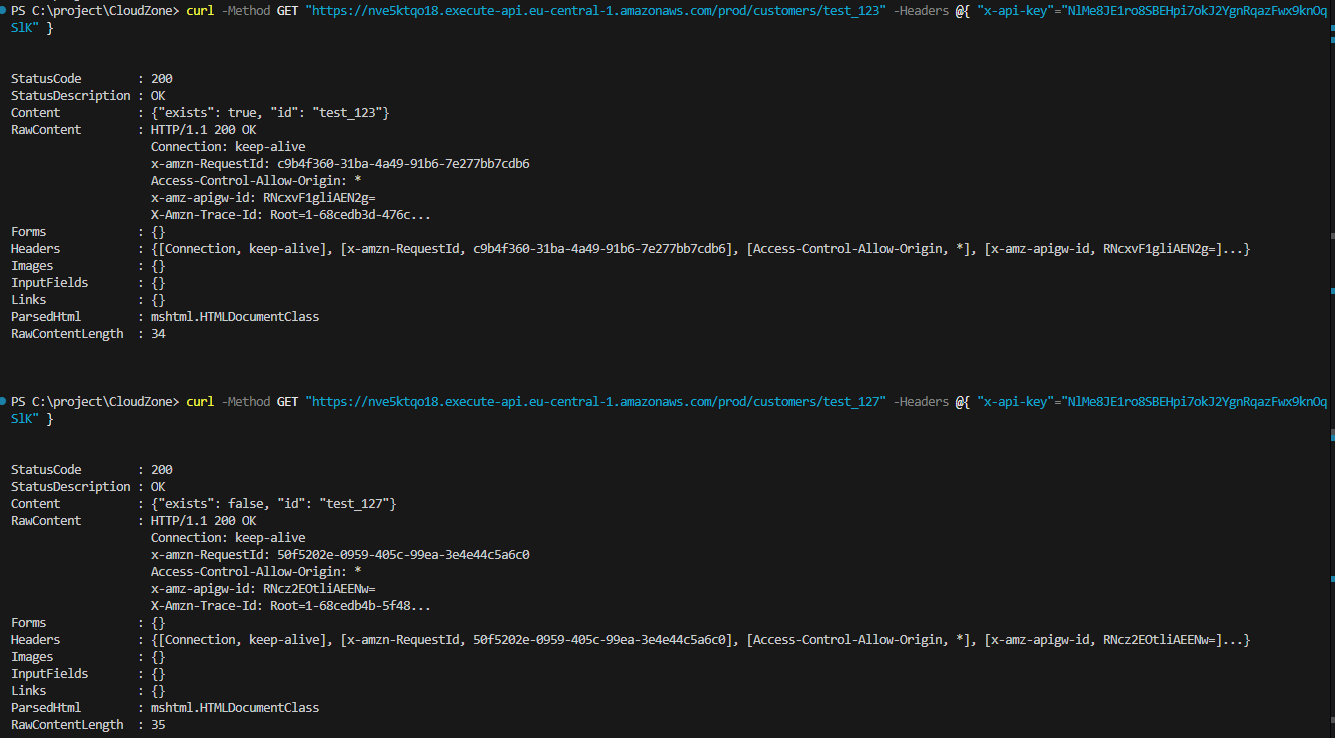 PS C:\project\CloudZone> curl -Method GET "https://nve5ktqo18.execute-api.eu-central-1.amazonaws.com/prod/customers/test_123" -Headers @{ "x-api-key"="NlMe8JE1ro8SBEHpi7okJ2YgnRqazFwx9knOq
SlK" }
StatusCode        : 200
StatusDescription : OK
Content           : {"exists": true, "id": "test_123"}
RawContent        : HTTP/1.1 200 OK
                    Connection: keep-alive
                    x-amzn-RequestId: c9b4f360-31ba-4a49-91b6-7e277bb7cdb6
                    Access-Control-Allow-Origin: *
                    x-amz-apigw-id: RNcxvF1gliAEN2g=
                    X-Amzn-Trace-Id: Root=1-68cedb3d-476c...
Forms             : {}
Headers           : {[Connection, keep-alive], [x-amzn-RequestId, c9b4f360-31ba-4a49-91b6-7e277bb7cdb6], [Access-Control-Allow-Origin, *], [x-amz-apigw-id, RNcxvF1gliAEN2g=]...}
Images            : {}
InputFields       : {}
Links             : {}
ParsedHtml        : mshtml.HTMLDocumentClass
RawContentLength  : 34
PS C:\project\CloudZone> curl -Method GET "https://nve5ktqo18.execute-api.eu-central-1.amazonaws.com/prod/customers/test_127" -Headers @{ "x-api-key"="NlMe8JE1ro8SBEHpi7okJ2YgnRqazFwx9knOq
SlK" }
StatusCode        : 200
StatusDescription : OK
Content           : {"exists": false, "id": "test_127"}
RawContent        : HTTP/1.1 200 OK
                    Connection: keep-alive
                    x-amzn-RequestId: 50f5202e-0959-405c-99ea-3e4e44c5a6c0
                    Access-Control-Allow-Origin: *
                    x-amz-apigw-id: RNcz2EOtliAEENw=
                    X-Amzn-Trace-Id: Root=1-68cedb4b-5f48...
Forms             : {}
Headers           : {[Connection, keep-alive], [x-amzn-RequestId, 50f5202e-0959-405c-99ea-3e4e44c5a6c0], [Access-Control-Allow-Origin, *], [x-amz-apigw-id, RNcz2EOtliAEENw=]...}
Images            : {}
InputFields       : {}
Links             : {}
ParsedHtml        : mshtml.HTMLDocumentClass
RawContentLength  : 35